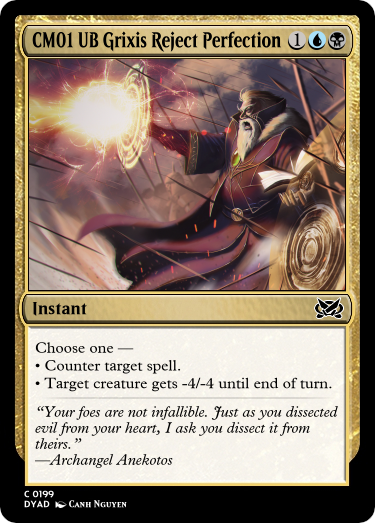 CM01 UB Grixis Reject Perfection 1
Instant
Choose one —
• Counter target spell.
• Target creature gets -4/-4 until end of turn.
“Your foes are not infallible. Just as you dissected
evil from your heart, I ask you dissect it from
theirs.”
—Archangel Anekotos
C 0199
DYAD Canh Nguyen